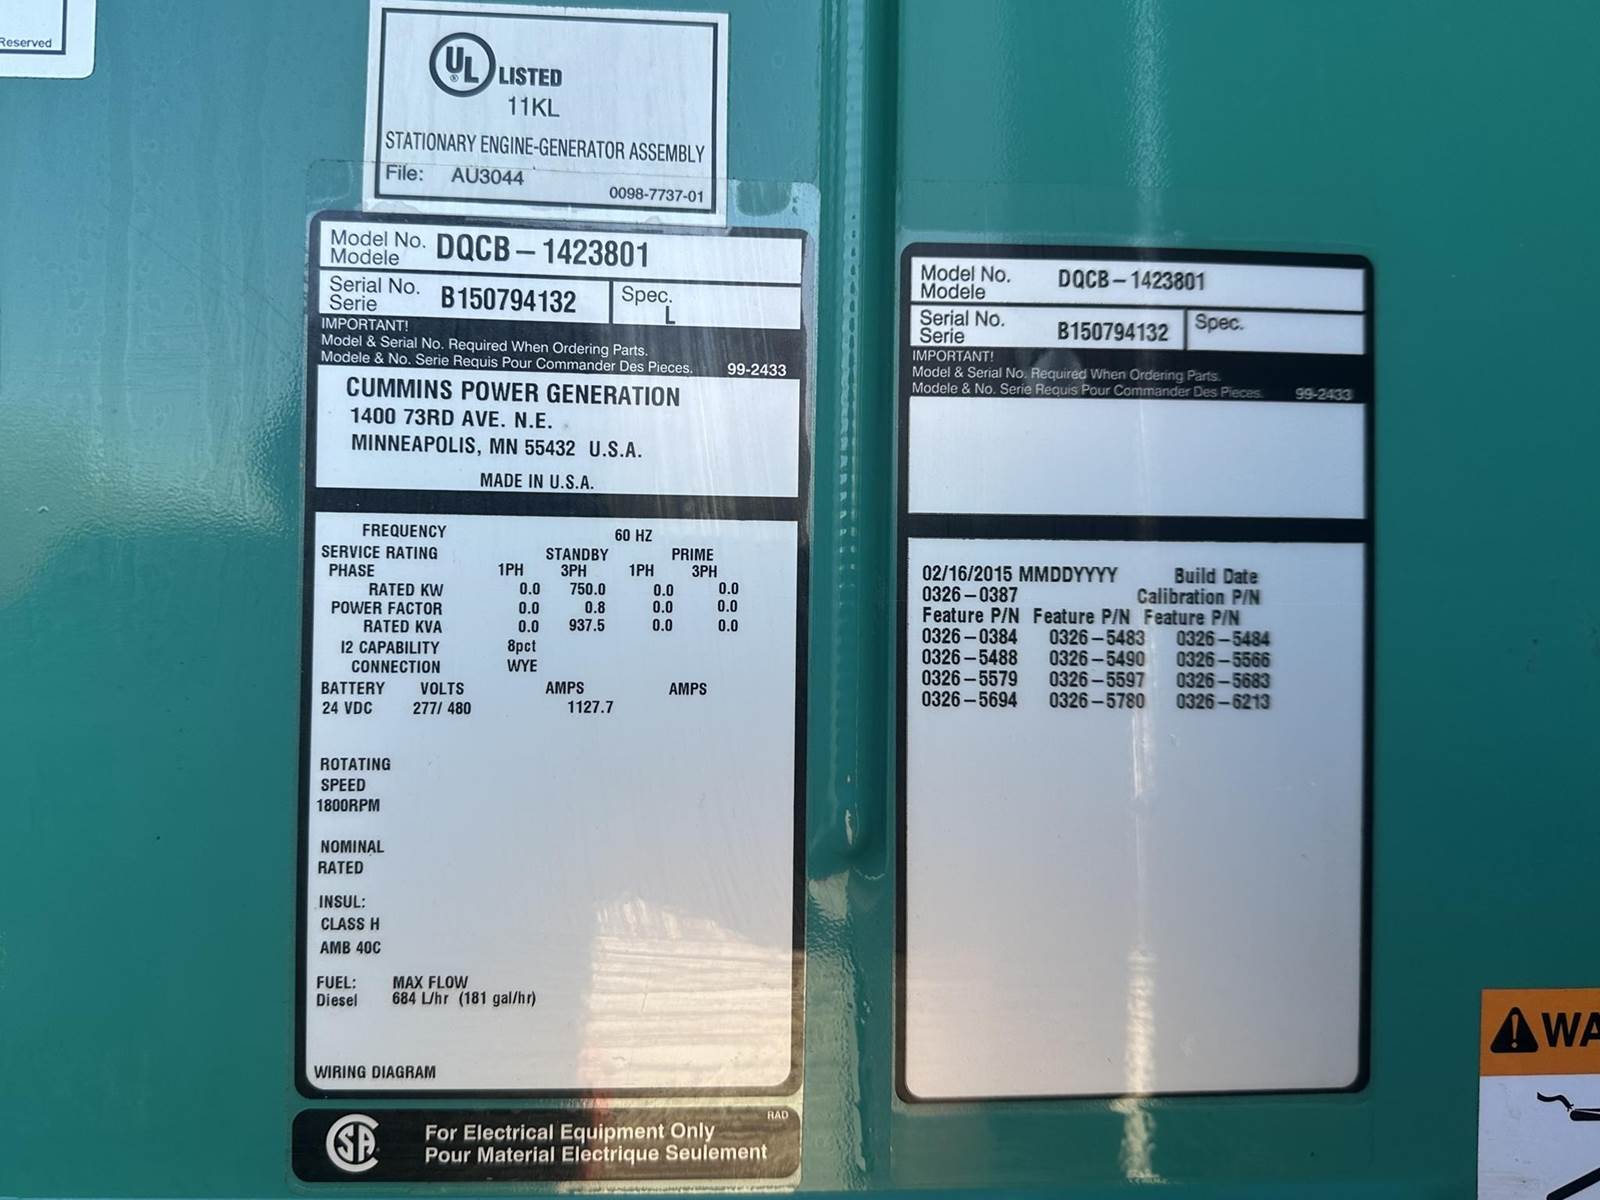 Reserved
UL LISTED
11KL
STATIONARY ENGINE-GENERATOR ASSEMBLY
File: AU3044
0098-7737-01
Model No. DQCB – 1423801
Modele
Serial No. B150794132 Spec. L
Serie
IMPORTANT!
Model & Serial No. Required When Ordering Parts.
Modele & No. Serie Requis Pour Commander Des Pieces. 99-2433
CUMMINS POWER GENERATION
1400 73RD AVE. N.E.
MINNEAPOLIS, MN 55432 U.S.A.
MADE IN U.S.A.
FREQUENCY 60 HZ
SERVICE RATING STANDBY PRIME
PHASE 1PH 3PH 1PH 3PH
RATED KW 0.0 750.0 0.0 0.0
POWER FACTOR 0.0 0.8 0.0 0.0
RATED KVA 0.0 937.5 0.0 0.0
I2 CAPABILITY 8pct
CONNECTION WYE
BATTERY VOLTS AMPS AMPS
24 VDC 277/ 480 1127.7
ROTATING
SPEED
1800RPM
NOMINAL
RATED
INSUL:
CLASS H
AMB 40C
FUEL: MAX FLOW
Diesel 684 L/hr (181 gal/hr)
WIRING DIAGRAM
RAD
SA For Electrical Equipment Only
Pour Material Electrique Seulement
Model No. DQCB – 1423801
Modele
Serial No. B150794132 Spec.
Serie
IMPORTANT!
Model & Serial No. Required When Ordering Parts.
Modele & No. Serie Requis Pour Commander Des Pieces. 99-2433
02/16/2015 MMDDYYYY Build Date
0326 – 0387 Calibration P/N
Feature P/N Feature P/N Feature P/N
0326 – 0384 0326 – 5483 0326 – 5484
0326 – 5488 0326 – 5490 0326 – 5566
0326 – 5579 0326 – 5597 0326 – 5683
0326 – 5694 0326 – 5780 0326 – 6213
WA